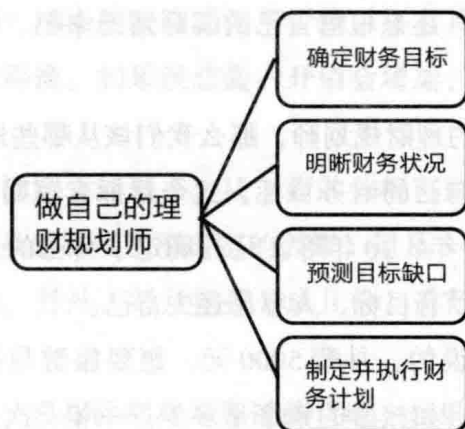 确定财务目标
明晰财务状况
做自己的理
财规划师
预测目标缺口
制定并执行财
务计划